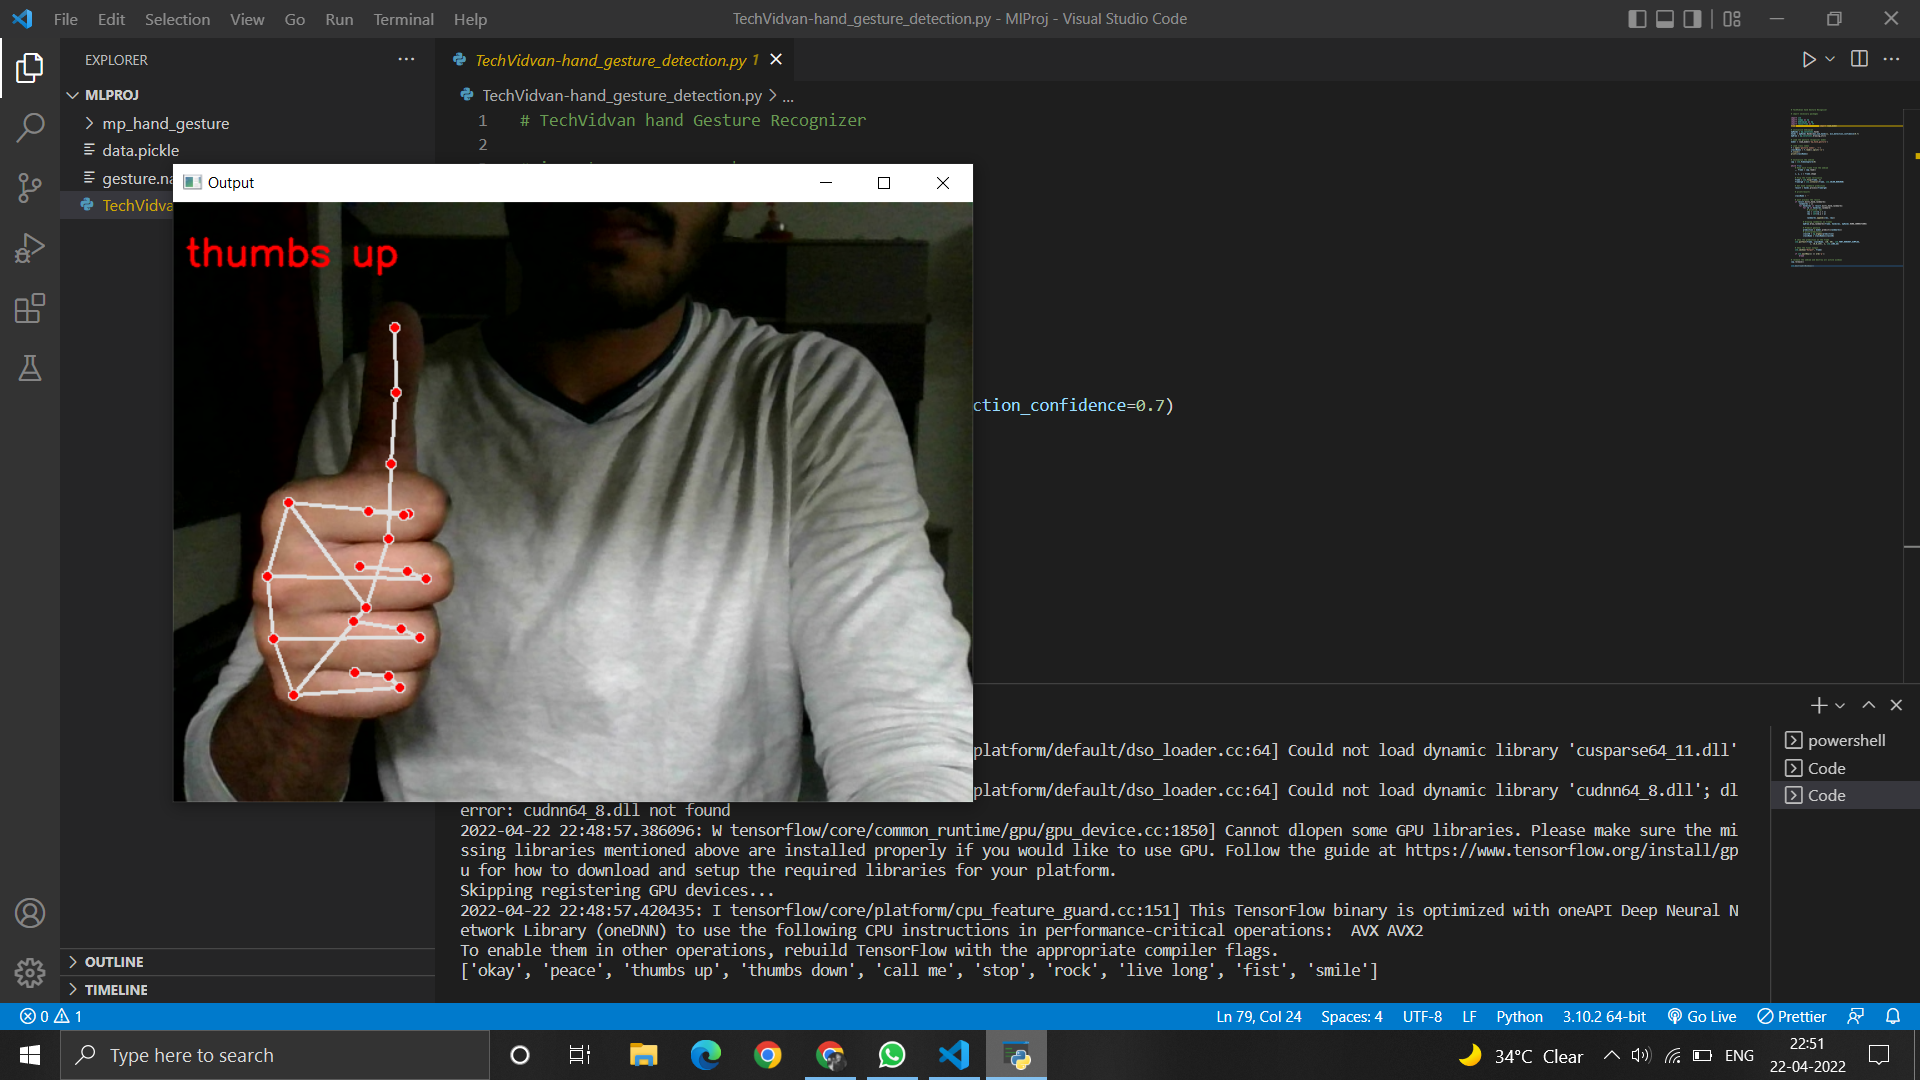 File Edit Selection View Go Run Terminal Help
TechVidvan-hand_gesture_detection.py - MlProj - Visual Studio Code
EXPLORER
MLPROJ
mp_hand_gesture
data.pickle
gesture.na
TechVidva
TechVidvan-hand_gesture_detection.py 1
TechVidvan-hand_gesture_detection.py > ...
1 # TechVidvan hand Gesture Recognizer
2
Output
thumbs up
ction_confidence=0.7)
platform/default/dso_loader.cc:64] Could not load dynamic library 'cusparse64_11.dll'
platform/default/dso_loader.cc:64] Could not load dynamic library 'cudnn64_8.dll'; dl
error: cudnn64_8.dll not found
2022-04-22 22:48:57.386096: W tensorflow/core/common_runtime/gpu/gpu_device.cc:1850] Cannot dlopen some GPU libraries. Please make sure the mi
ssing libraries mentioned above are installed properly if you would like to use GPU. Follow the guide at https://www.tensorflow.org/install/gp
u for how to download and setup the required libraries for your platform.
Skipping registering GPU devices...
2022-04-22 22:48:57.420435: I tensorflow/core/platform/cpu_feature_guard.cc:151] This TensorFlow binary is optimized with oneAPI Deep Neural N
etwork Library (oneDNN) to use the following CPU instructions in performance-critical operations:  AVX AVX2
To enable them in other operations, rebuild TensorFlow with the appropriate compiler flags.
['okay', 'peace', 'thumbs up', 'thumbs down', 'call me', 'stop', 'rock', 'live long', 'fist', 'smile']
powershell
Code
Code
OUTLINE
TIMELINE
0 1
Ln 79, Col 24 Spaces: 4 UTF-8 LF Python 3.10.2 64-bit Go Live Prettier
Type here to search
34°C Clear
ENG
22:51
22-04-2022